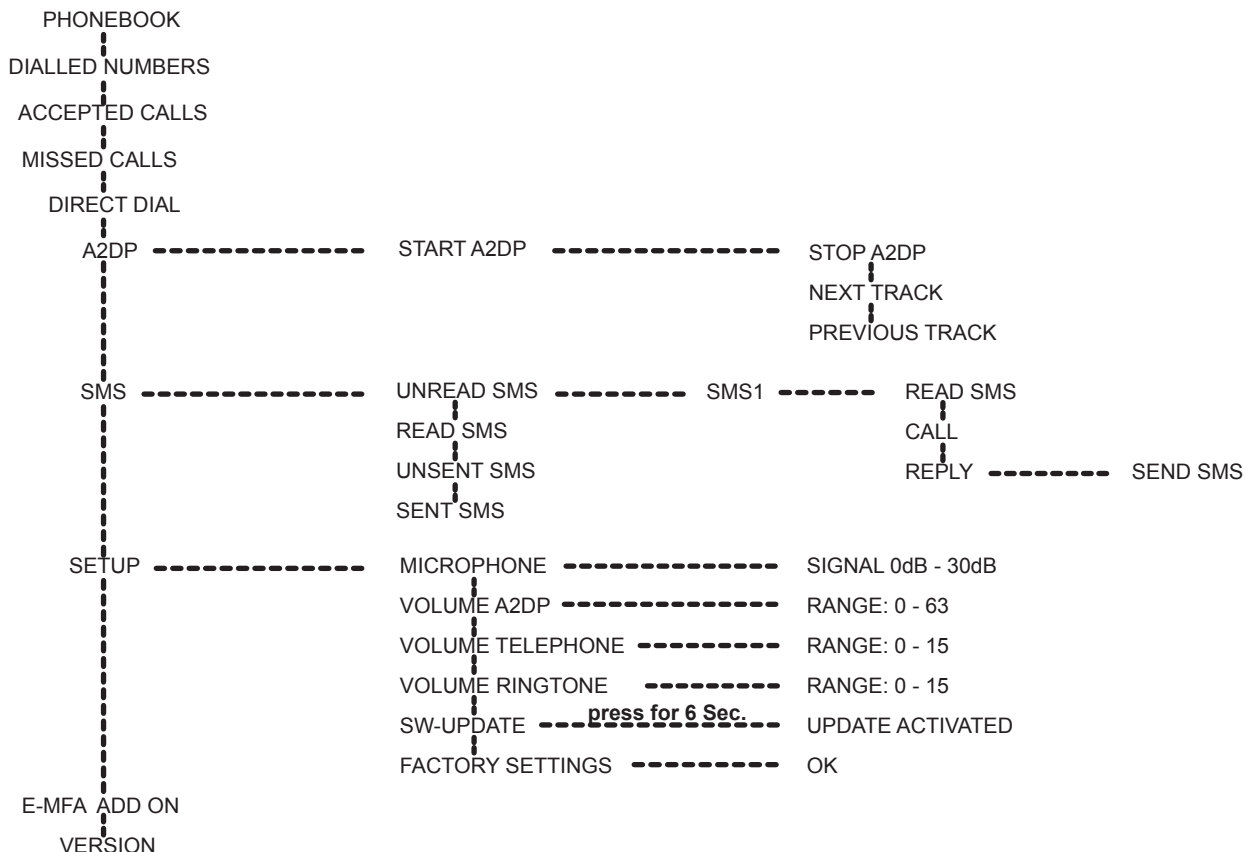 PHONEBOOK
DIALLED NUMBERS
ACCEPTED CALLS
MISSED CALLS
DIRECT DIAL
A2DP START A2DP STOP A2DP
NEXT TRACK
PREVIOUS TRACK
SMS UNREAD SMS SMS1 READ SMS
READ SMS CALL
UNSENT SMS REPLY SEND SMS
SENT SMS
SETUP MICROPHONE SIGNAL 0dB - 30dB
VOLUME A2DP RANGE: 0 - 63
VOLUME TELEPHONE RANGE: 0 - 15
VOLUME RINGTONE RANGE: 0 - 15
press for 6 Sec.
SW-UPDATE UPDATE ACTIVATED
FACTORY SETTINGS OK
E-MFA ADD ON
VERSION